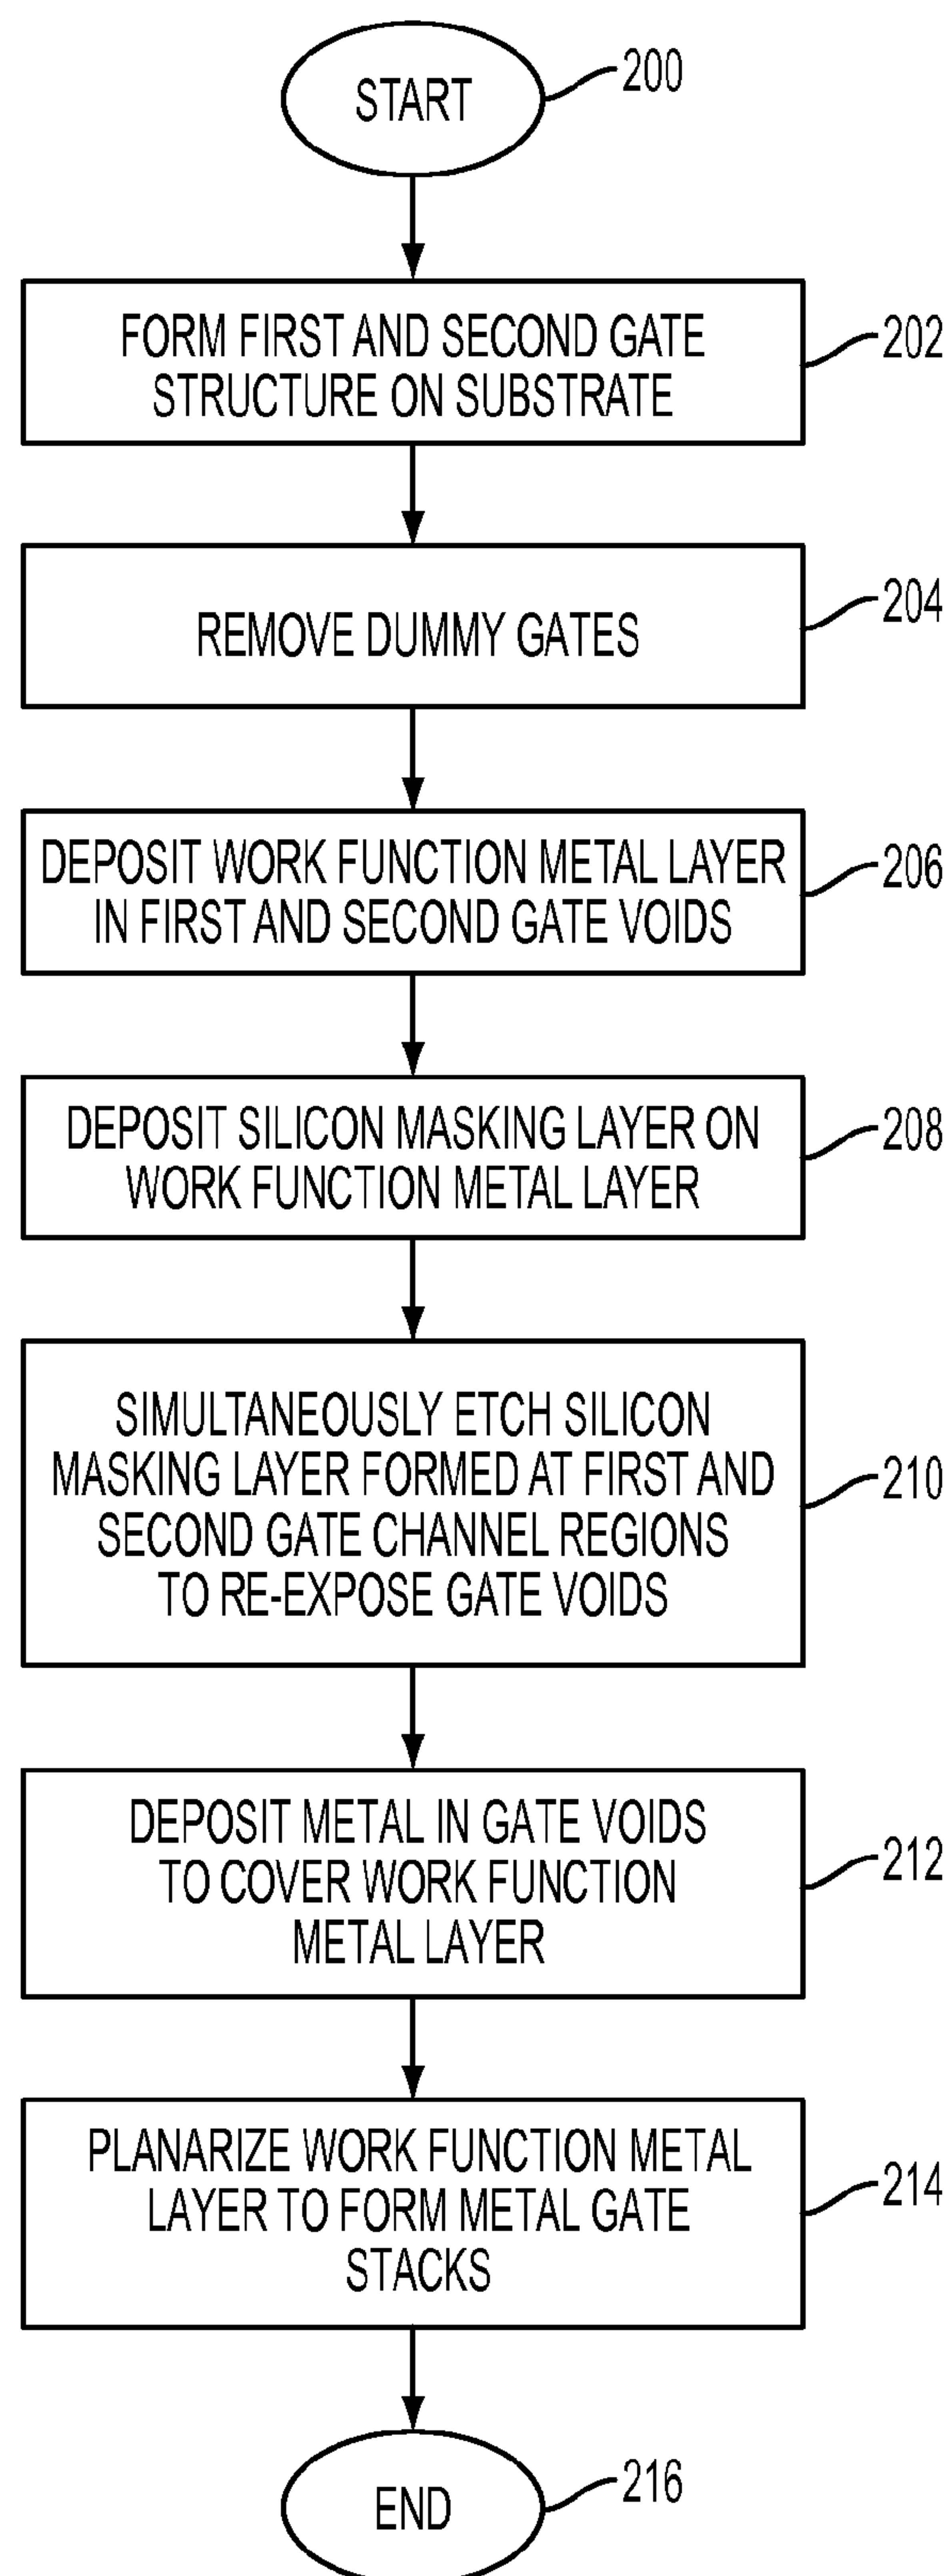 START
200
FORM FIRST AND SECOND GATE
STRUCTURE ON SUBSTRATE
202
REMOVE DUMMY GATES
204
DEPOSIT WORK FUNCTION METAL LAYER
IN FIRST AND SECOND GATE VOIDS
206
DEPOSIT SILICON MASKING LAYER ON
WORK FUNCTION METAL LAYER
208
SIMULTANEOUSLY ETCH SILICON
MASKING LAYER FORMED AT FIRST AND
SECOND GATE CHANNEL REGIONS
TO RE-EXPOSE GATE VOIDS
210
DEPOSIT METAL IN GATE VOIDS
TO COVER WORK FUNCTION
METAL LAYER
212
PLANARIZE WORK FUNCTION METAL
LAYER TO FORM METAL GATE
STACKS
214
END
216